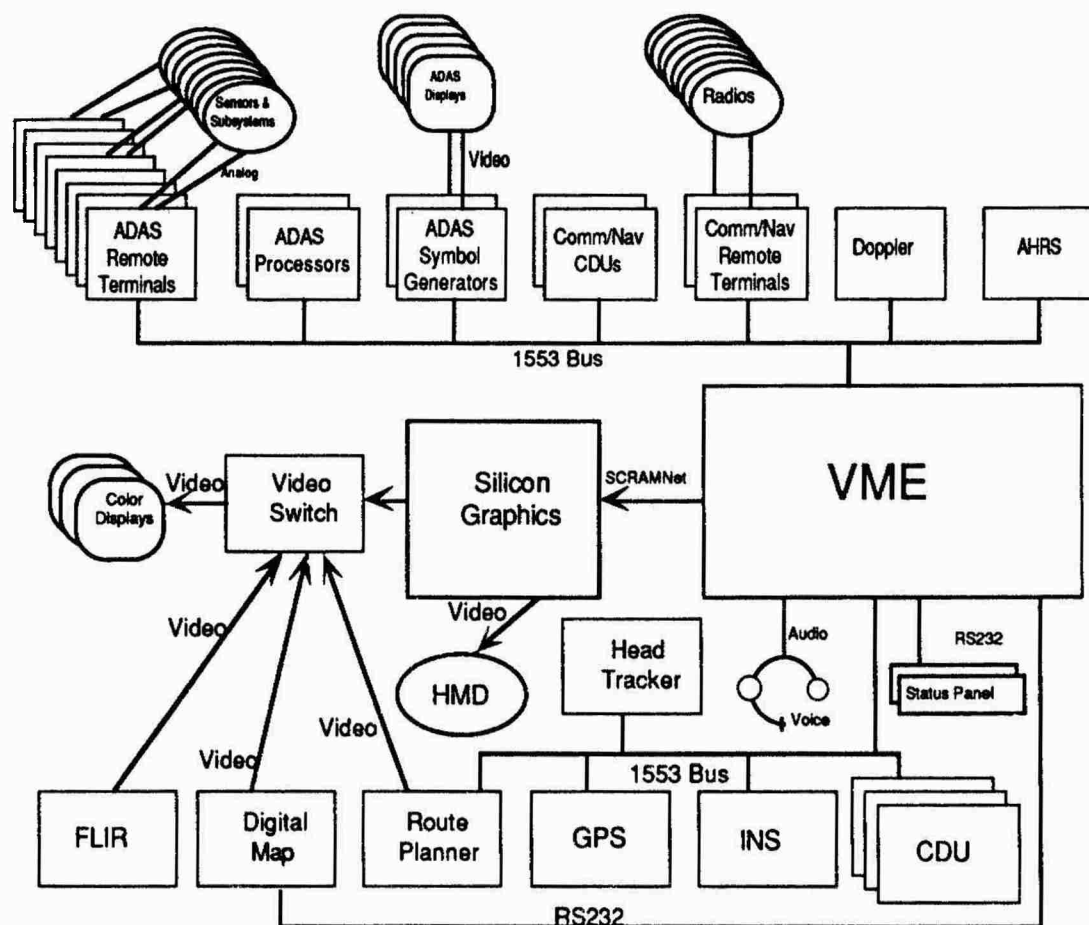 Sensors &
Subsystems
Analog
ADAS
Displays
Video
Radios
ADAS
Remote
Terminals
ADAS
Processors
ADAS
Symbol
Generators
Comm/Nav
CDUs
Comm/Nav
Remote
Terminals
Doppler
AHRS
1553 Bus
Color
Displays
Video
Video
Switch
Silicon
Graphics
SCRAMNet
VME
Video
Video
Video
Video
HMD
Head
Tracker
Audio
Voice
RS232
Status Panel
1553 Bus
FLIR
Digital
Map
Route
Planner
GPS
INS
CDU
RS232